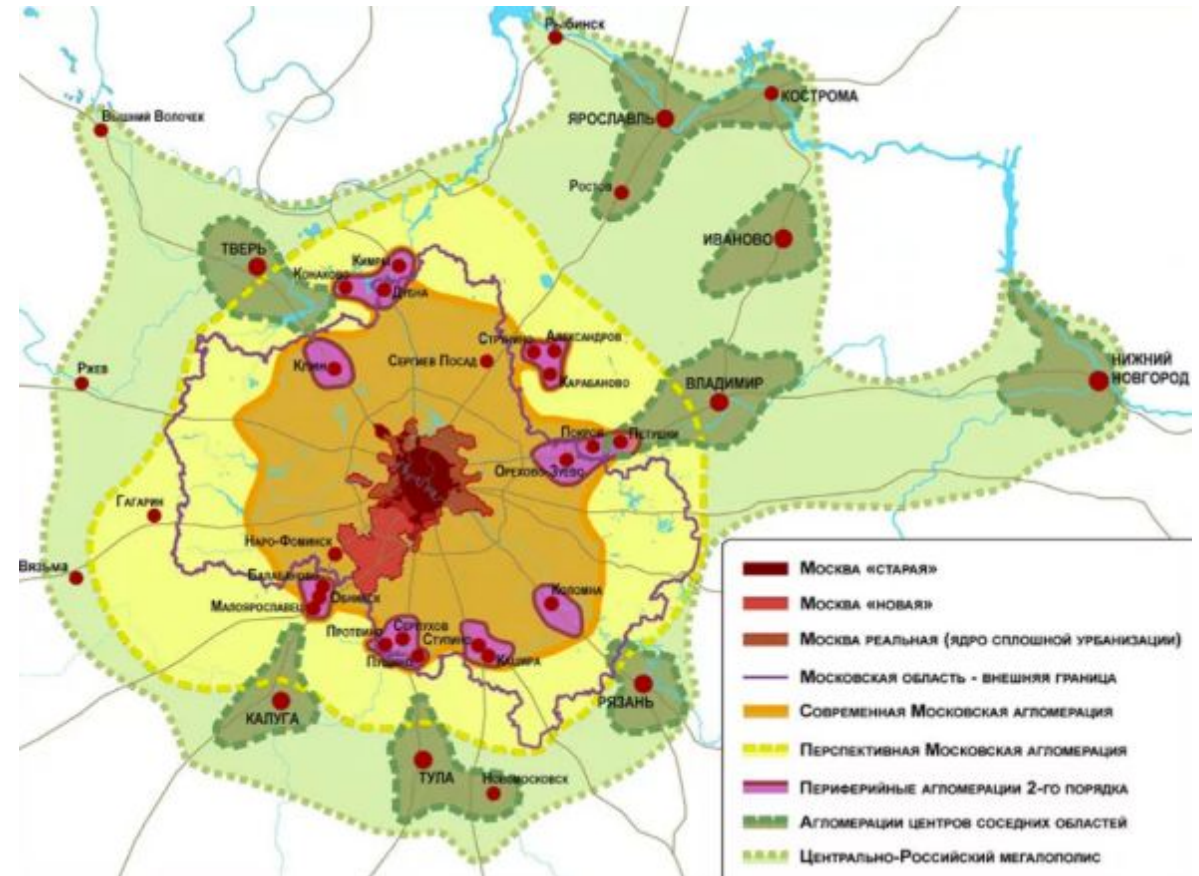 Рыбинск
Вышний Волочек
КОСТРОМА
ЯРОСЛАВЛЬ
Ростов
ИВАНОВО
ТВЕРЬ
Кимры
Конаково
Дубна
Струнино
Александров
Сергиев Посад
Клин
Карабаново
Ржев
ВЛАДИМИР
НИЖНИЙ
НОВГОРОД
Покров
Петушки
Орехово-Зуево
Гагарин
Наро-Фоминск
Вязьма
Балабаново
Обнинск
Малоярославец
Коломна
Протвино
Серпухов
Ступино
Пущино
Кашира
РЯЗАНЬ
КАЛУГА
ТУЛА
Новомосковск
Москва «старая»
Москва «новая»
Москва реальная (ядро сплошной урбанизации)
Московская область - внешняя граница
Современная Московская агломерация
Перспективная Московская агломерация
Периферийные агломерации 2-го порядка
Агломерации центров соседних областей
Центрально-Российский мегалополис